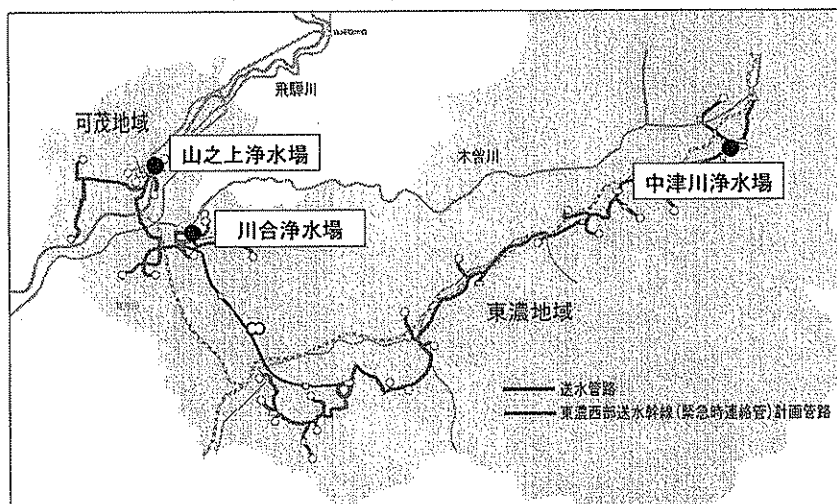 飛騨川
可茂地域
山之上浄水場
木曽川
中津川浄水場
川合浄水場
東濃地域
送水管路
東濃西部送水幹線(緊急時連絡管)計画管路